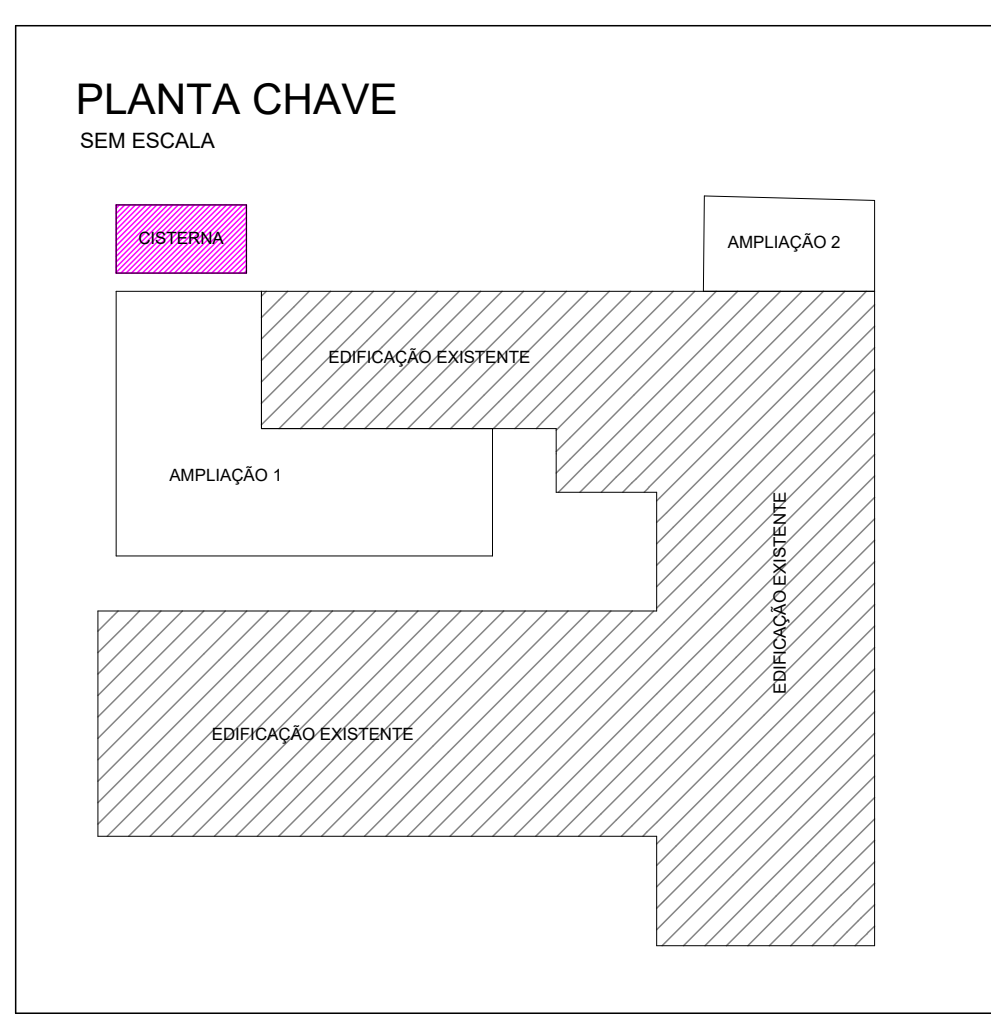 PLANTA CHAVE
SEM ESCALA
CISTERNA
AMPLIAÇÃO 2
EDIFICAÇÃO EXISTENTE
AMPLIAÇÃO 1
EDIFICAÇÃO EXISTENTE
EDIFICAÇÃO EXISTENTE